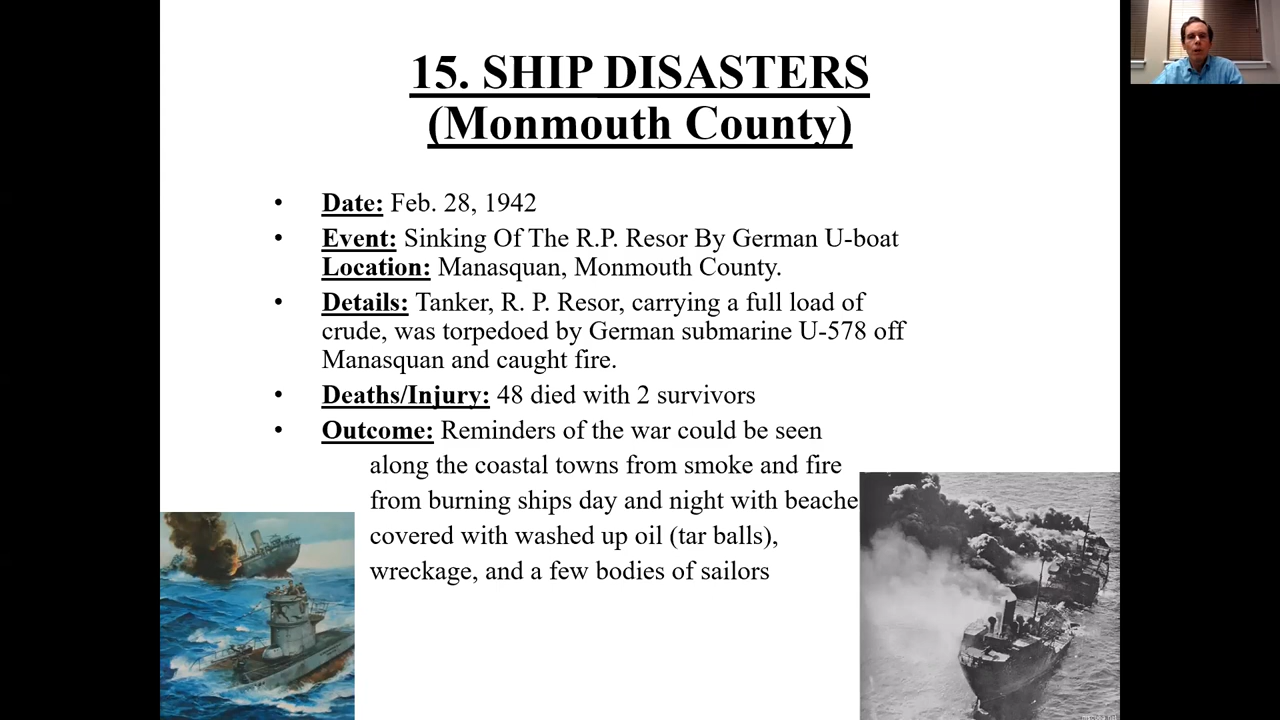 15. SHIP DISASTERS
(Monmouth County)
• Date: Feb. 28, 1942
• Event: Sinking Of The R.P. Resor By German U-boat
Location: Manasquan, Monmouth County.
• Details: Tanker, R. P. Resor, carrying a full load of
crude, was torpedoed by German submarine U-578 off
Manasquan and caught fire.
• Deaths/Injury: 48 died with 2 survivors
• Outcome: Reminders of the war could be seen
along the coastal towns from smoke and fire
from burning ships day and night with beache
covered with washed up oil (tar balls),
wreckage, and a few bodies of sailors